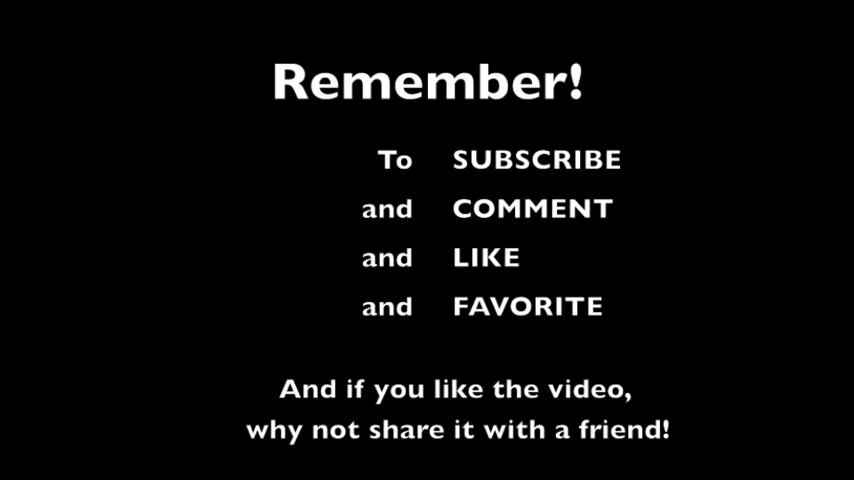 Remember!
To SUBSCRIBE
and COMMENT
and LIKE
and FAVORITE
And if you like the video,
why not share it with a friend!